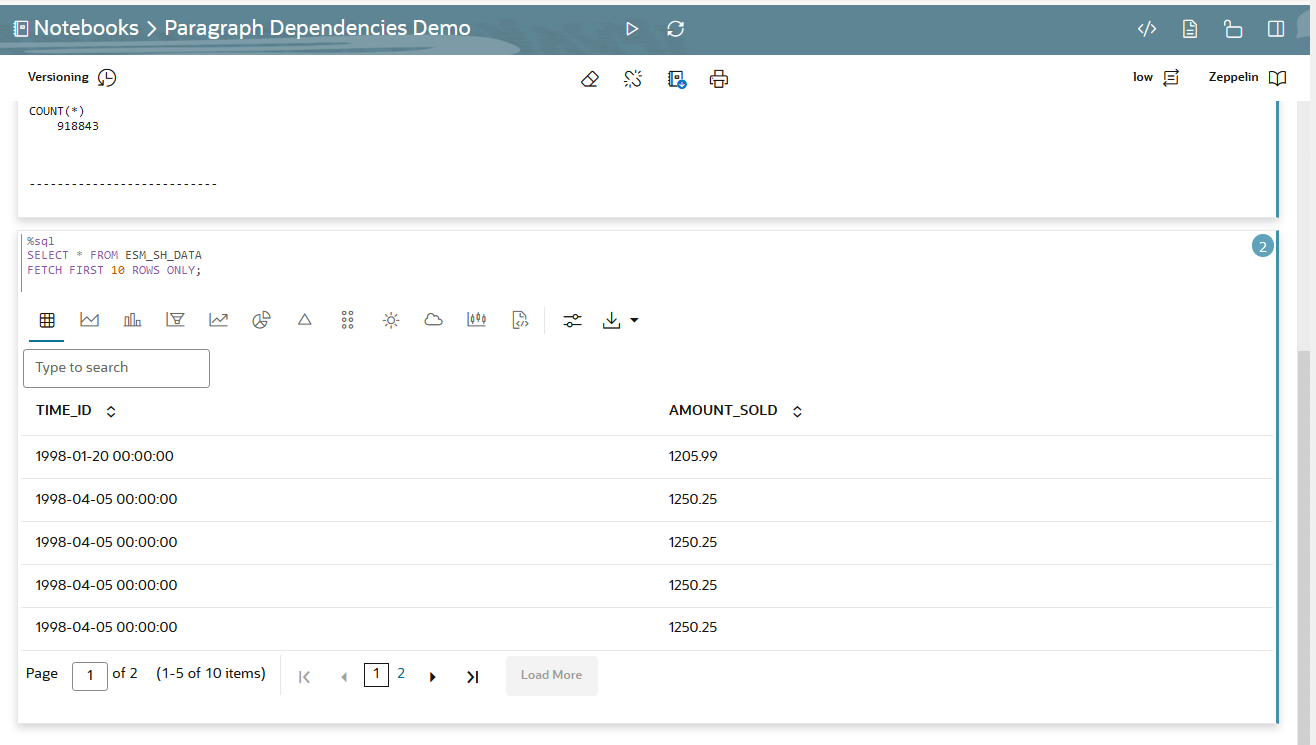 Notebooks > Paragraph Dependencies Demo
Versioning
low
Zeppelin
COUNT(*)
918843
---------------------------
%sql
SELECT * FROM ESM_SH_DATA
FETCH FIRST 10 ROWS ONLY;
2
Type to search
TIME_ID AMOUNT_SOLD
1998-01-20 00:00:00 1205.99
1998-04-05 00:00:00 1250.25
1998-04-05 00:00:00 1250.25
1998-04-05 00:00:00 1250.25
1998-04-05 00:00:00 1250.25
Page 1 of 2 (1-5 of 10 items) 1 2 Load More